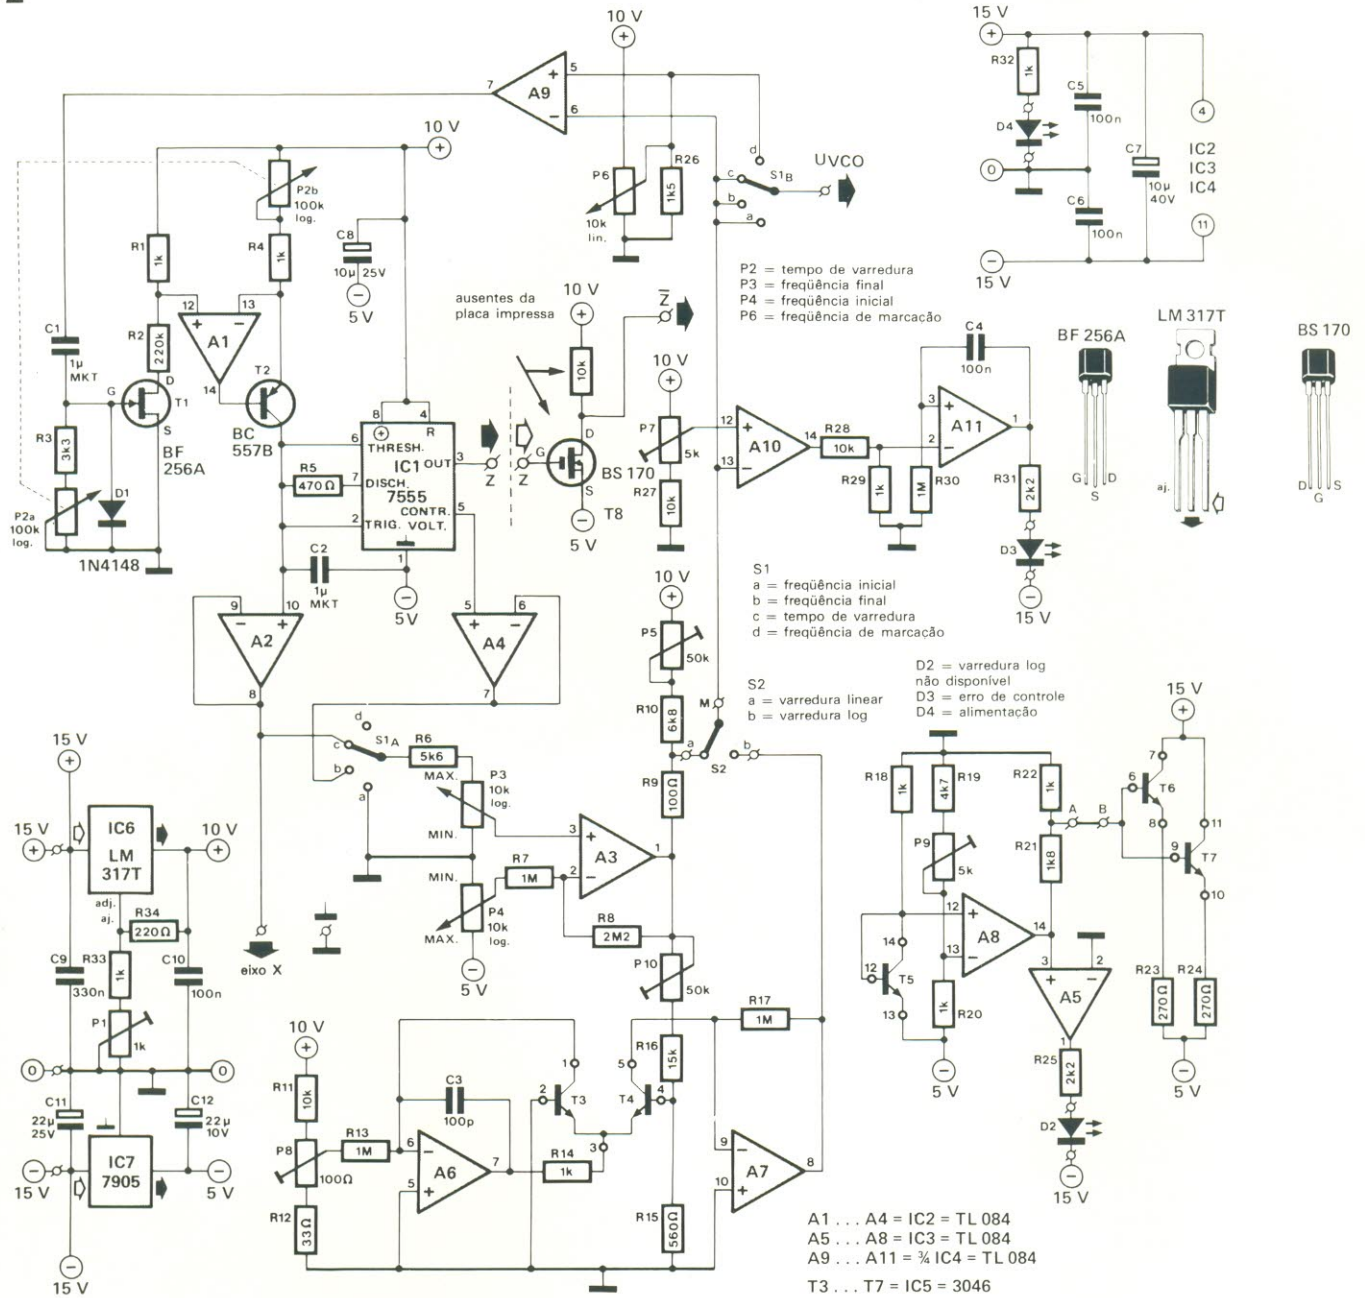 10 V
15 V
A9
7
5
6
+
−
R32
1k
C5
100n
D4
C7
10µ
40V
C6
100n
4
IC2
IC3
IC4
11
0
15 V
10 V
P2b
100k
log.
R1
1k
R4
1k
C8
10µ 25V
5 V
P6
10k
lin.
R26
1k5
d
c
b
a
S1B
UVCO
P2 = tempo de varredura
P3 = freqüência final
P4 = freqüência inicial
P6 = freqüência de marcação
ausentes da
placa impressa
10 V
Z̅
10k
12
13
A1
14
R2
220k
C1
1µ
MKT
G
D
T1
S
BF
256A
T2
BC
557B
R3
3k3
P2a
100k
log.
D1
1N4148
R5
470Ω
8
4
R
6
THRESH.
IC1
OUT
3
7
DISCH.
7555
CONTR.
5
2
TRIG. VOLT.
1
Z
Z
G
D
S
BS 170
T8
5 V
C2
1µ
MKT
5V
10 V
P7
5k
R27
10k
12
13
A10
14
R28
10k
R29
1k
R30
1M
C4
100n
3
2
A11
1
R31
2k2
D3
15 V
BF 256A
G
S
D
LM 317T
aj.
BS 170
D
G
S
S1
a = freqüência inicial
b = freqüência final
c = tempo de varredura
d = freqüência de marcação
9
10
A2
8
5
6
A4
7
10 V
P5
50k
R10
6k8
M
a
b
S2
R9
100Ω
S2
a = varredura linear
b = varredura log
D2 = varredura log
não disponível
D3 = erro de controle
D4 = alimentação
d
c
b
a
S1A
R6
5k6
MAX.
P3
10k
log.
MIN.
MIN.
P4
10k
log.
MAX.
5 V
R7
1M
3
2
A3
1
R8
2M2
P10
50k
15 V
15 V
IC6
LM
317T
10 V
adj.
aj.
R34
220Ω
R33
1k
C9
330n
C10
100n
P1
1k
0
0
C11
22µ
25V
C12
22µ
10V
IC7
7905
15 V
5 V
15 V
eixo X
10V
R11
10k
P8
100Ω
R12
33Ω
R13
1M
C3
100p
6
5
A6
7
R14
1k
1
2
T3
3
5
T4
4
R16
15k
R17
1M
R15
560Ω
9
10
A7
8
R18
1k
R19
4k7
R22
1k
P9
5k
R21
1k8
A
B
12
13
A8
14
14
12
T5
13
R20
1k
5 V
3
2
A5
1
R25
2k2
D2
15 V
15 V
7
6
T6
8
11
9
T7
10
R23
270Ω
R24
270Ω
5 V
A1 . . . A4 = IC2 = TL 084
A5 . . . A8 = IC3 = TL 084
A9 . . . A11 = ¾ IC4 = TL 084
T3 . . . T7 = IC5 = 3046